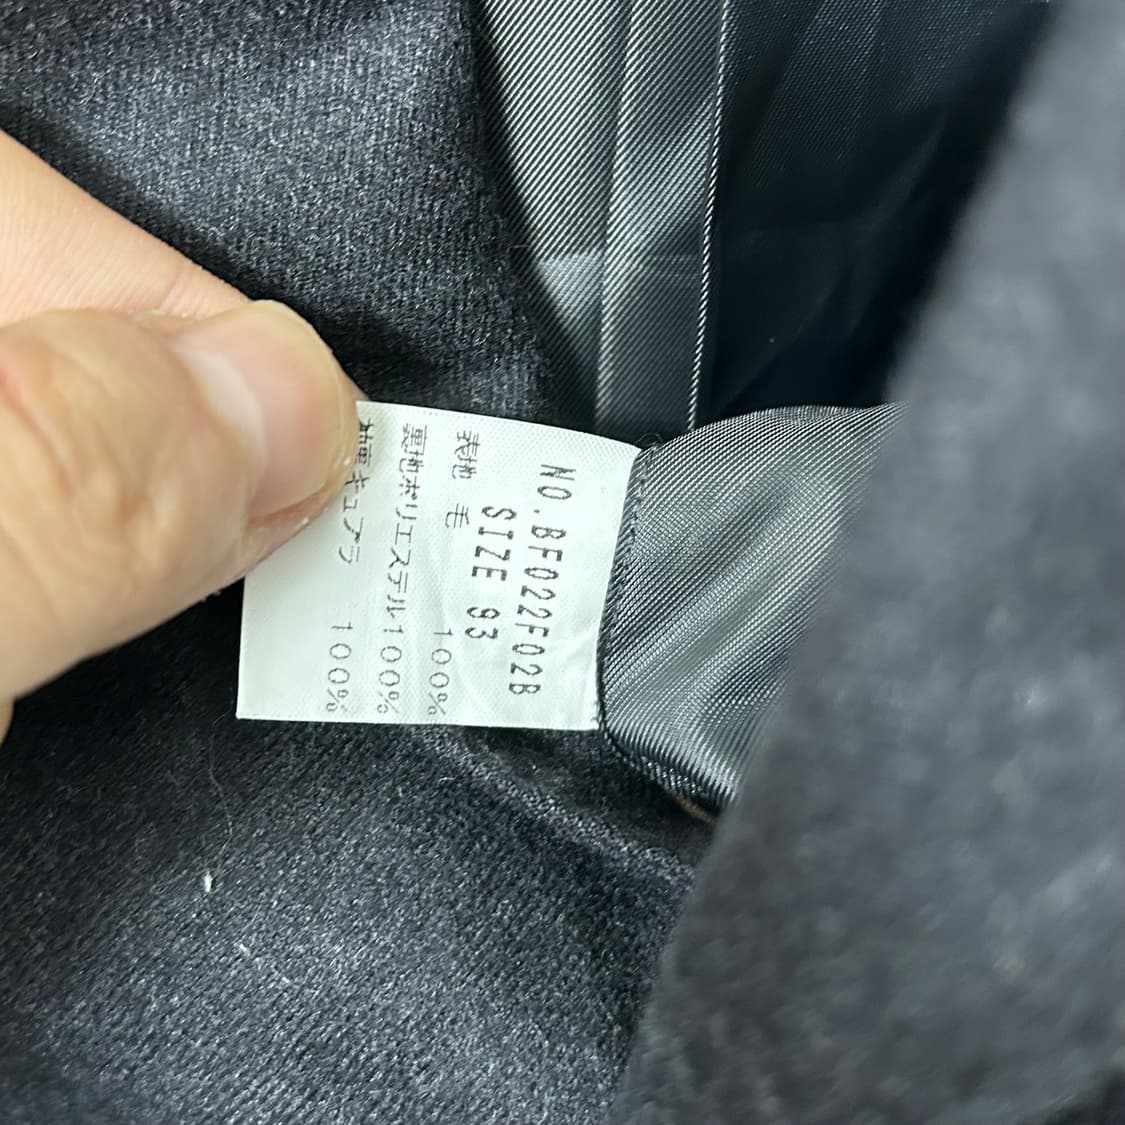 NO.BF022F02B
SIZE 93
表地 毛 100%
裏地ポリエステル100%
袖裏キュプラ 100%